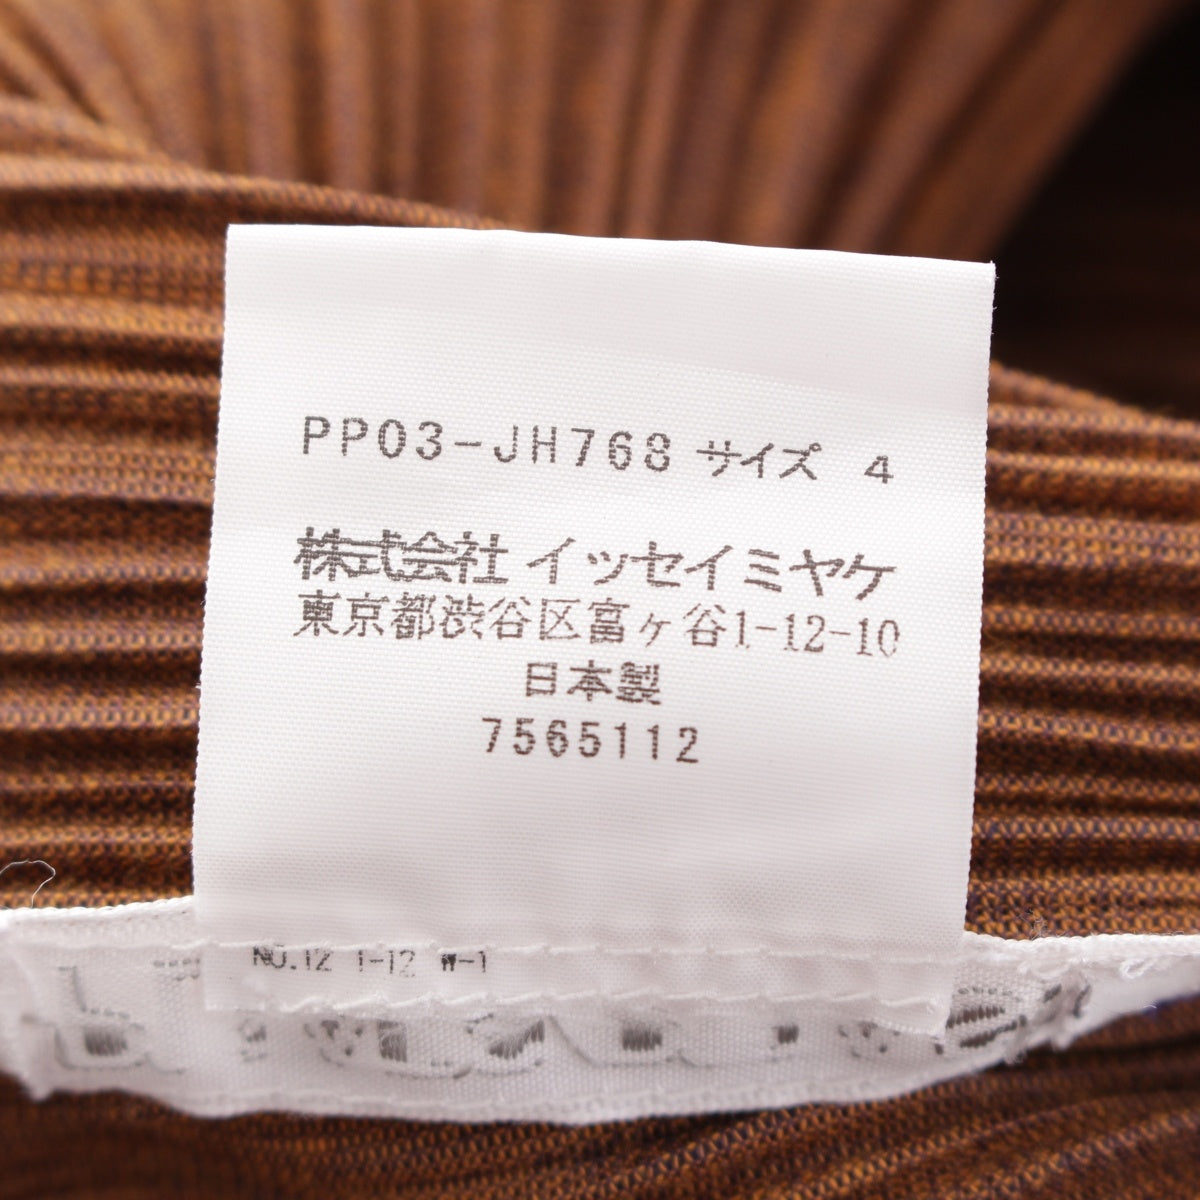 PP03-JH768 サイズ 4
株式会社 イッセイミヤケ
東京都渋谷区富ヶ谷1-12-10
日本製
7565112
NO.12 1-12 W-1